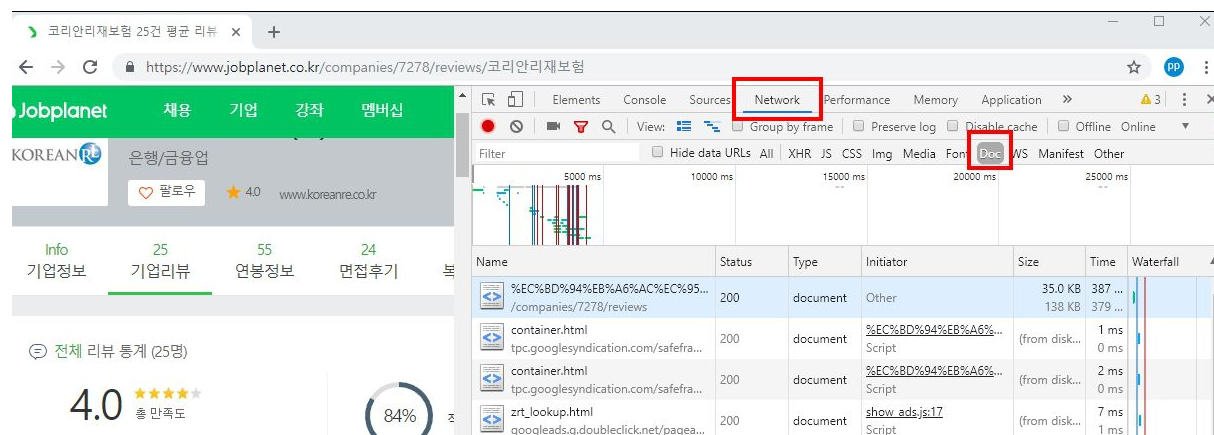 코리안리재보험 25건 평균 리뷰
https://www.jobplanet.co.kr/companies/7278/reviews/코리안리재보험
pp
Jobplanet 채용 기업 강좌 멤버십
KOREAN Re
은행/금융업
팔로우 4.0 www.koreanre.co.kr
Info 25 55 24
기업정보 기업리뷰 연봉정보 면접후기
전체 리뷰 통계 (25명)
4.0
총 만족도
84%
Elements Console Sources Network Performance Memory Application » 3
View: Group by frame Preserve log Disable cache Offline Online
Filter Hide data URLs All XHR JS CSS Img Media Font Doc WS Manifest Other
5000 ms 10000 ms 15000 ms 20000 ms 25000 ms
Name Status Type Initiator Size Time Waterfall
%EC%BD%94%EB%A6%AC%EC%95... 200 document Other 35.0 KB 387 ...
/companies/7278/reviews 138 KB 379 ...
container.html 200 document %EC%BD%94%EB%A6%... (from disk... 1 ms
tpc.googlesyndication.com/safefra... Script 0 ms
container.html 200 document %EC%BD%94%EB%A6%... (from disk... 2 ms
tpc.googlesyndication.com/safefra... Script 0 ms
zrt_lookup.html 200 document show_ads.js:17 (from disk... 7 ms
googleads.g.doubleclick.net/pagea... Script 1 ms